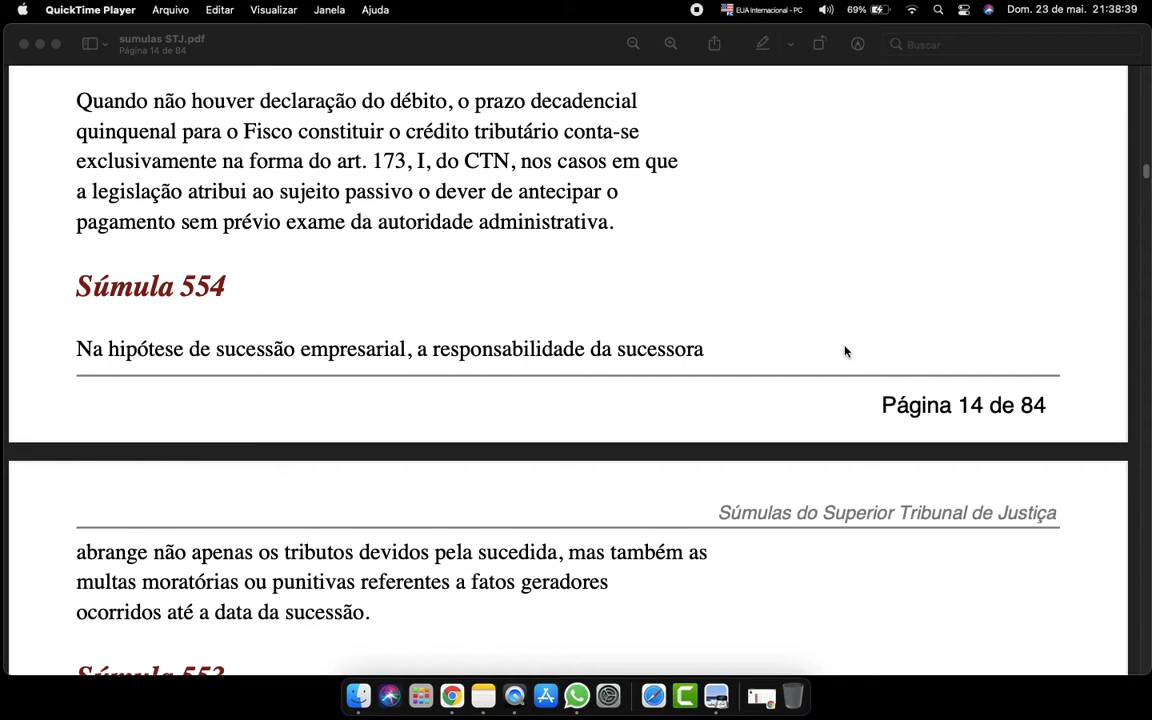 QuickTime Player Arquivo Editar Visualizar Janela Ajuda EUA Internacional - PC 69% Dom. 23 de mai. 21:38:39
sumulas STJ.pdf
Página 14 de 84
Buscar
Quando não houver declaração do débito, o prazo decadencial
quinquenal para o Fisco constituir o crédito tributário conta-se
exclusivamente na forma do art. 173, I, do CTN, nos casos em que
a legislação atribui ao sujeito passivo o dever de antecipar o
pagamento sem prévio exame da autoridade administrativa.
Súmula 554
Na hipótese de sucessão empresarial, a responsabilidade da sucessora
Página 14 de 84
Súmulas do Superior Tribunal de Justiça
abrange não apenas os tributos devidos pela sucedida, mas também as
multas moratórias ou punitivas referentes a fatos geradores
ocorridos até a data da sucessão.
Súmula 553